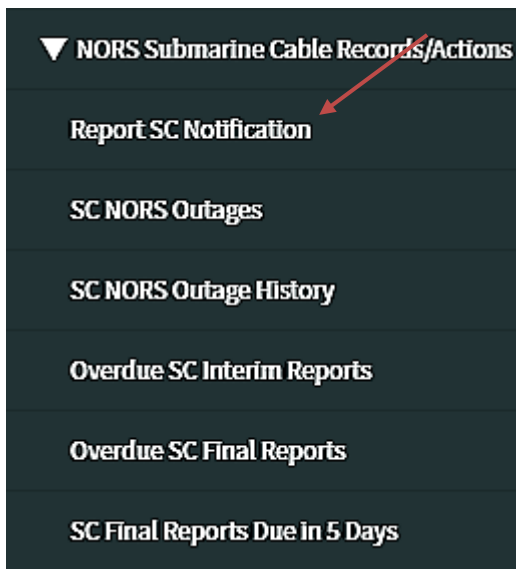 NORS Submarine Cable Records/Actions
Report SC Notification
SC NORS Outages
SC NORS Outage History
Overdue SC Interim Reports
Overdue SC Final Reports
SC Final Reports Due in 5 Days